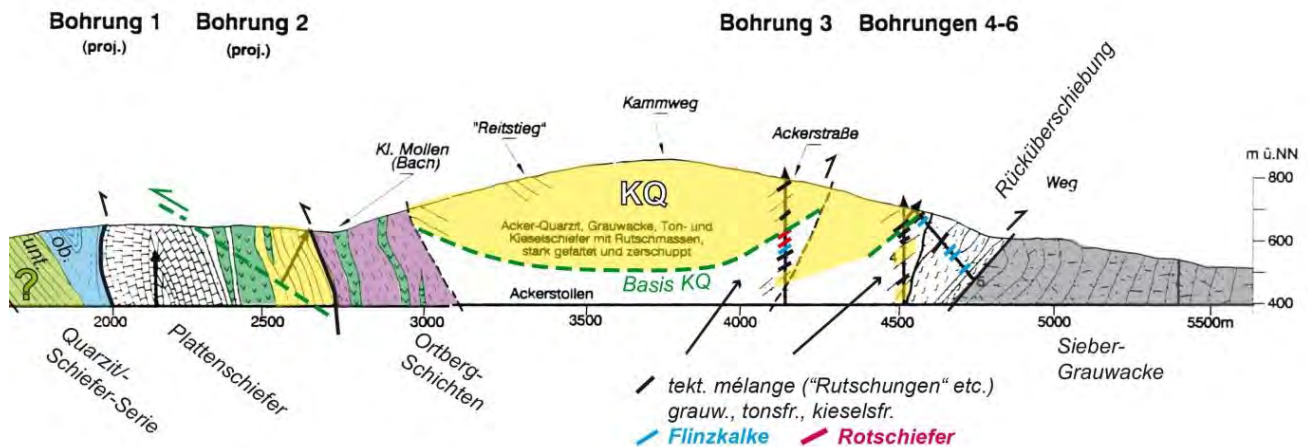 Bohrung 1
(proj.)
Bohrung 2
(proj.)
Bohrung 3
Bohrungen 4-6
Kl. Mollen
(Bach)
"Reitstieg"
Kammweg
Ackerstraße
Rücküberschiebung
Weg
m ü.NN
800
600
400
KQ
Acker-Quarzit, Grauwacke, Ton- und
Kieselschiefer mit Rutschmassen,
stark gefaltet und zerschuppt
Basis KQ
Ackerstollen
?
unt.
ob.
4
5
2000
2500
3000
3500
4000
4500
5000
5500m
Quarzit/-
Schiefer-Serie
Plattenschiefer
Ortberg-
Schichten
Sieber-
Grauwacke
tekt. mélange ("Rutschungen" etc.)
grauw., tonsfr., kieselsfr.
Flinzkalke
Rotschiefer